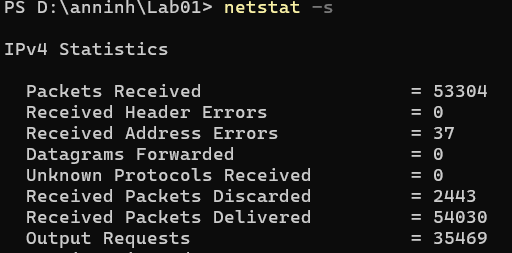 PS D:\anninh\Lab01> netstat -s
IPv4 Statistics
Packets Received = 53304
Received Header Errors = 0
Received Address Errors = 37
Datagrams Forwarded = 0
Unknown Protocols Received = 0
Received Packets Discarded = 2443
Received Packets Delivered = 54030
Output Requests = 35469